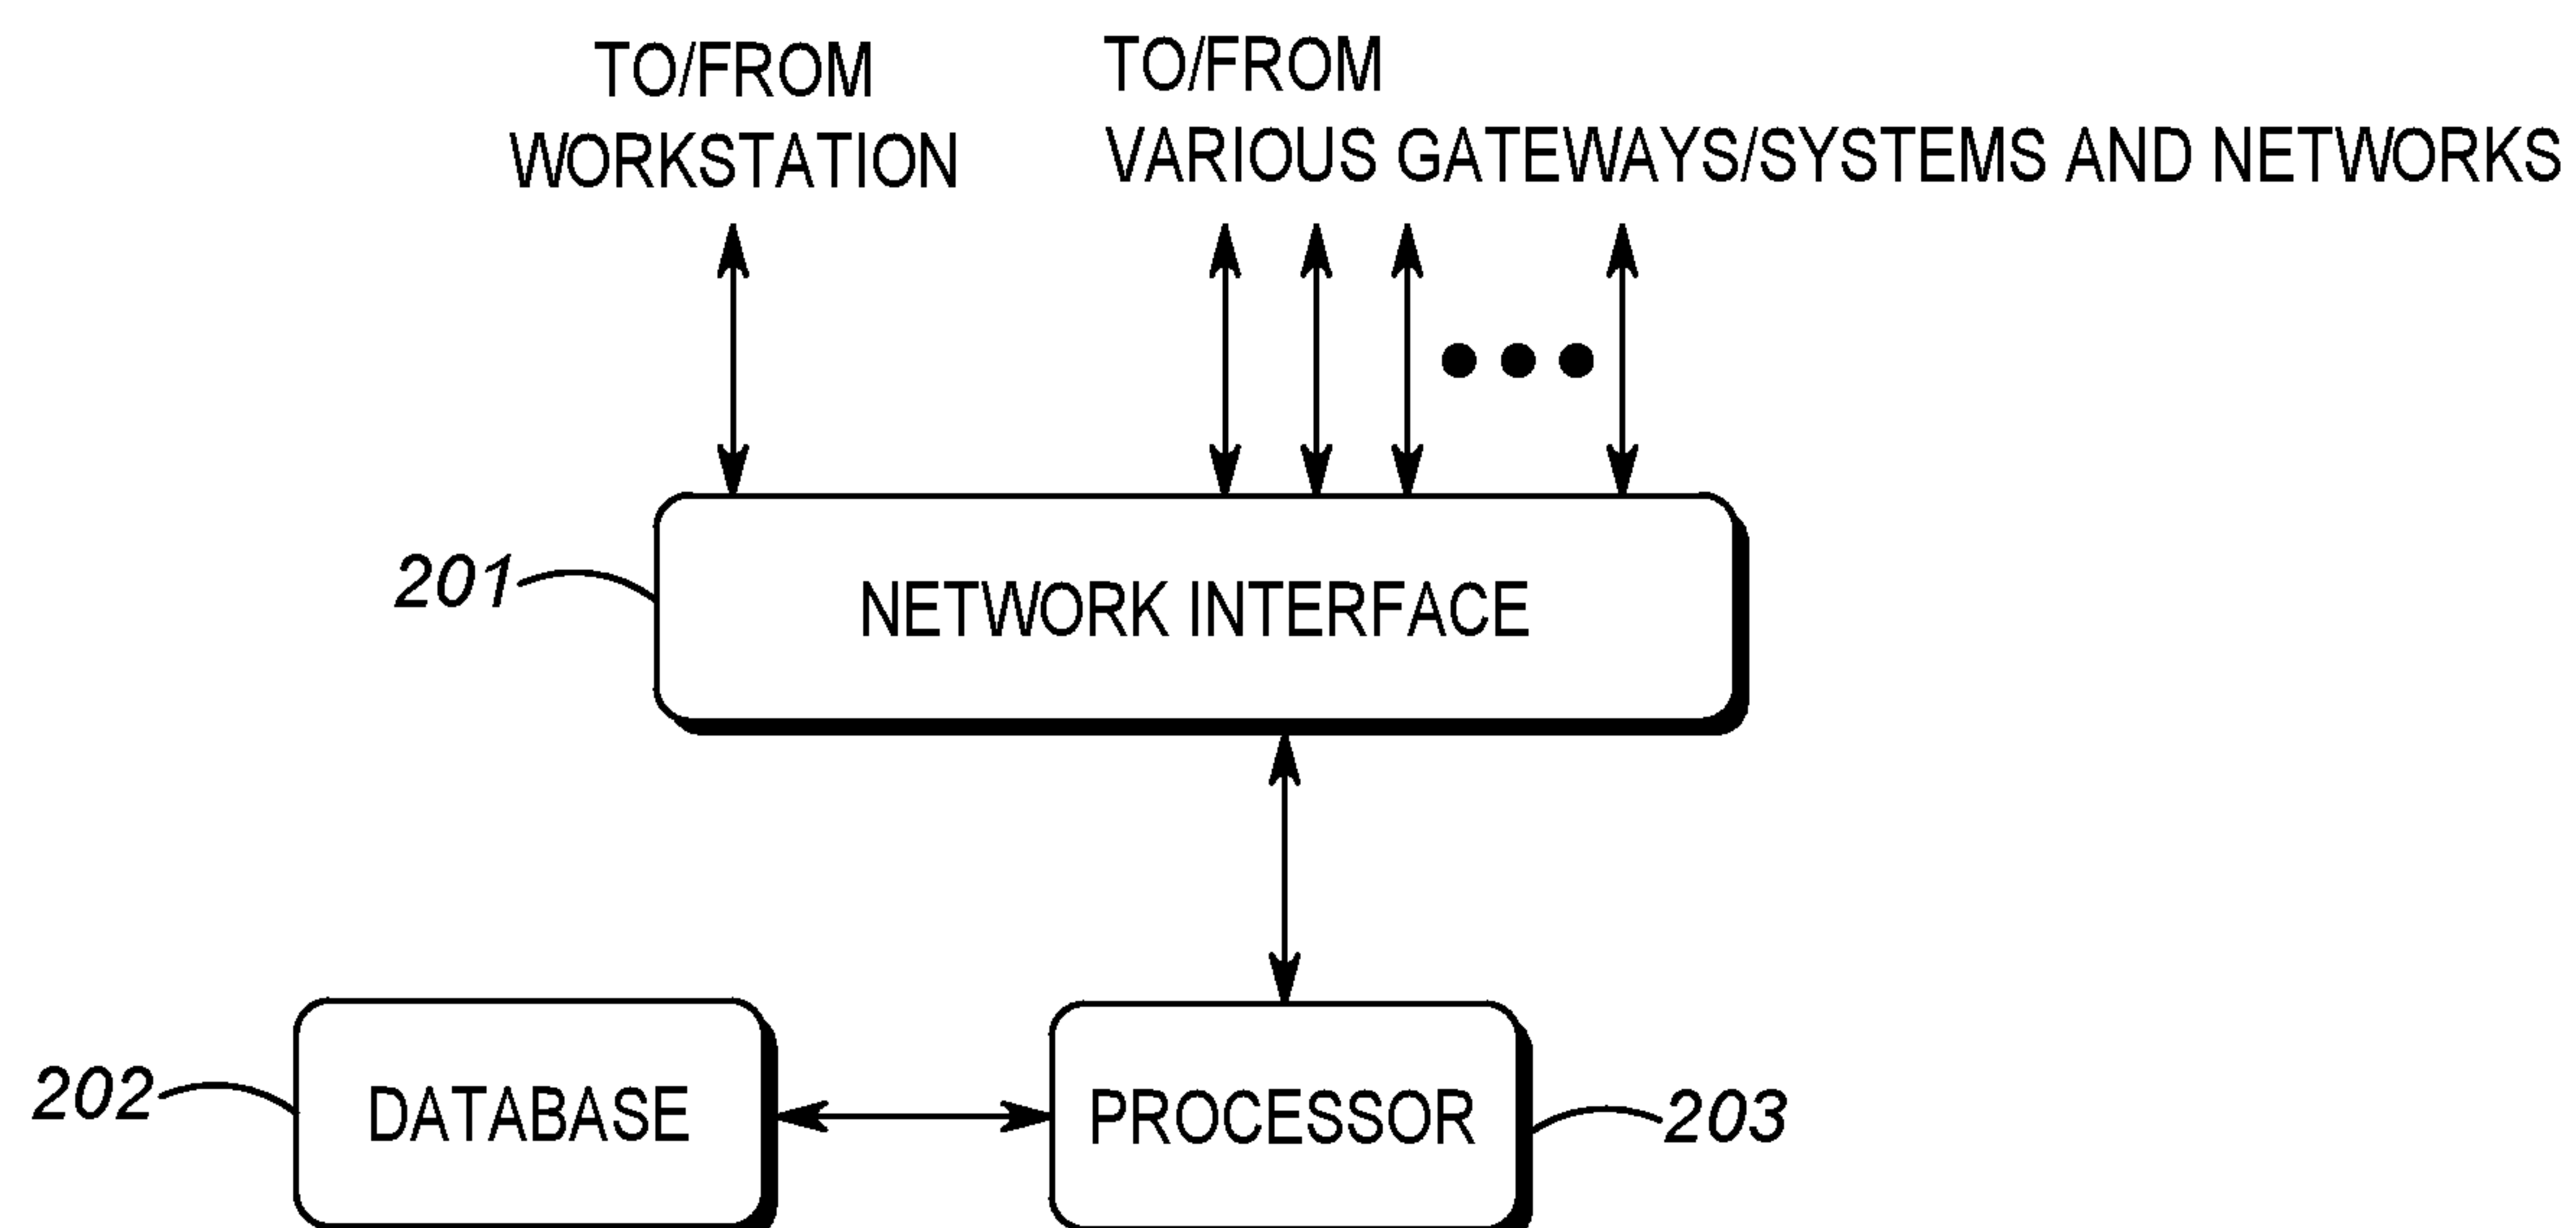 TO/FROM
WORKSTATION
TO/FROM
VARIOUS GATEWAYS/SYSTEMS AND NETWORKS
201
NETWORK INTERFACE
202
DATABASE
PROCESSOR
203